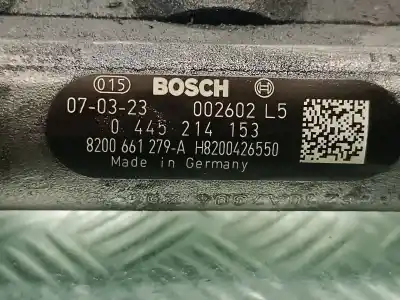 015 BOSCH
07-03-23 002602 L5
0 445 214 153
8200 661 279-A H8200426550
Made in Germany